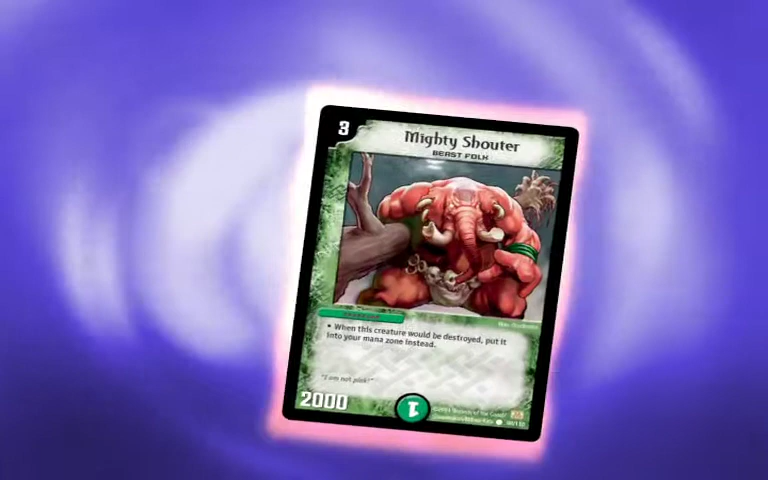 3
Mighty Shouter
BEAST FOLK
• When this creature would be destroyed, put it
into your mana zone instead.
"I am not pink!"
2000
1